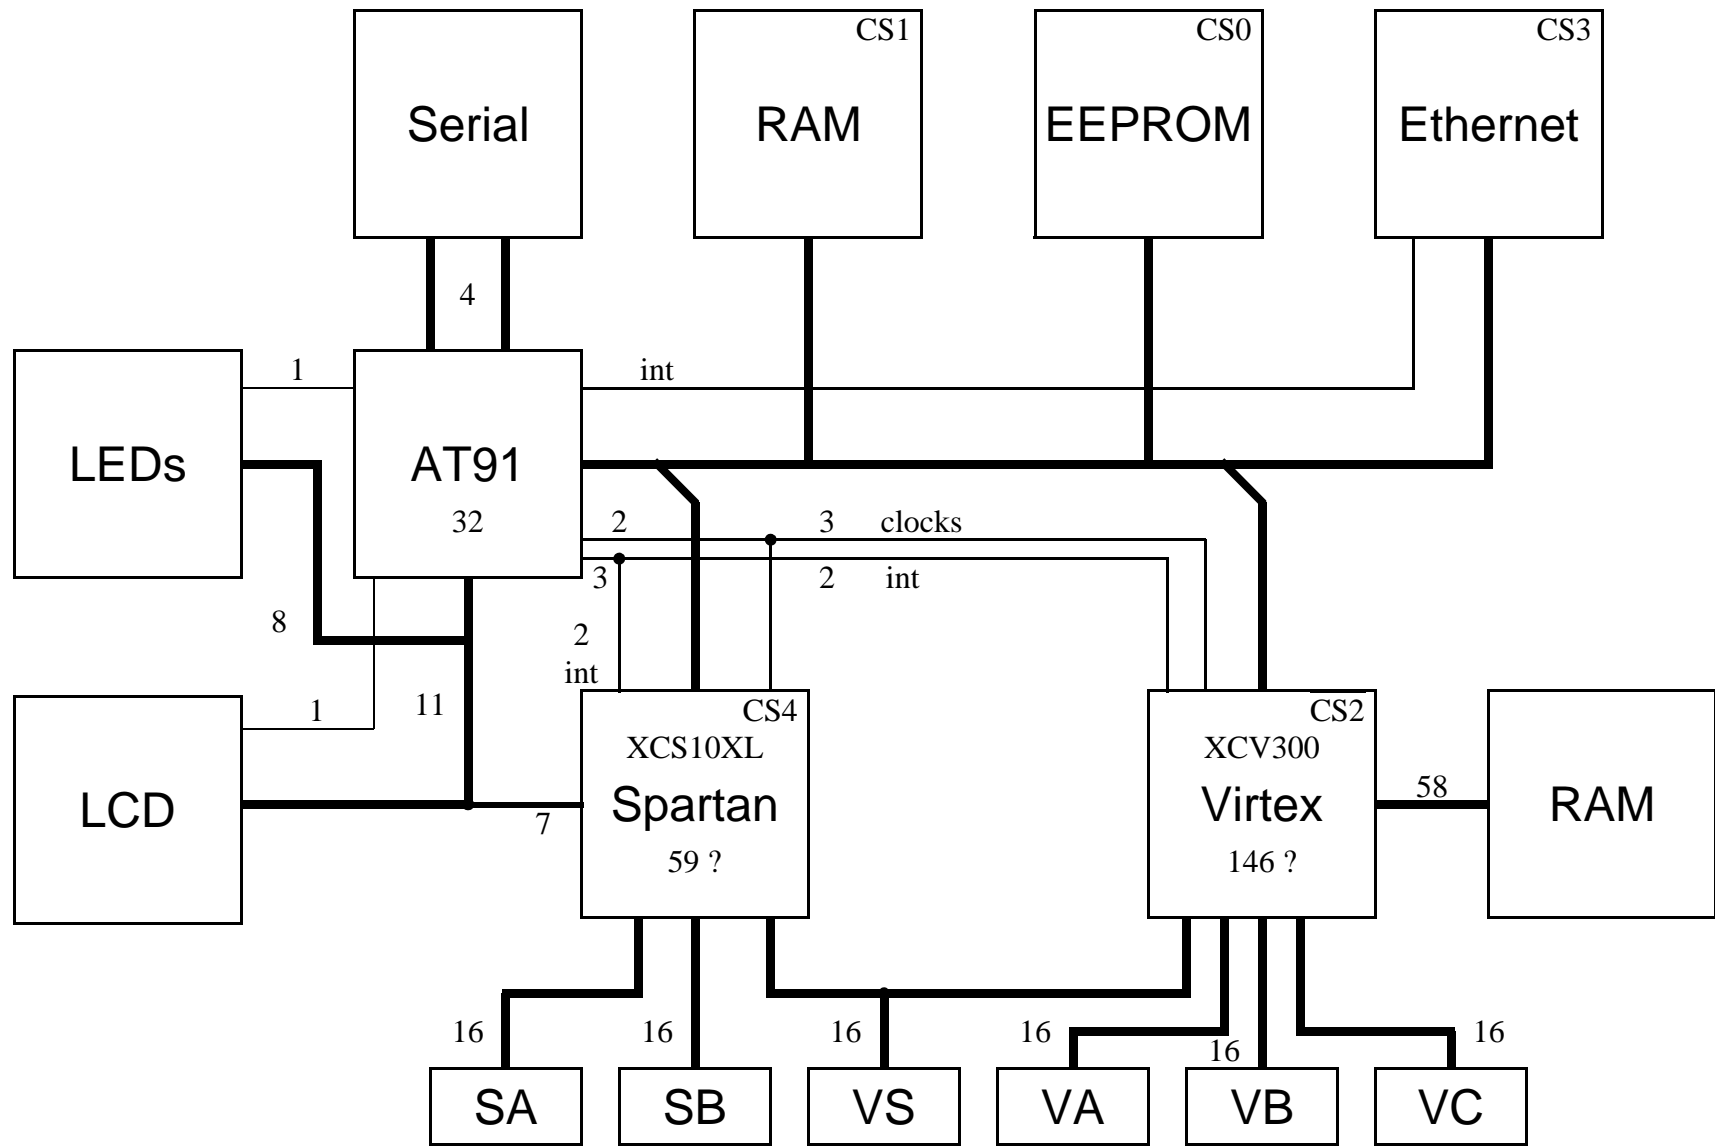 CS1
CS0
CS3
Serial
RAM
EEPROM
Ethernet
4
1
int
LEDs
AT91
32
2
3
clocks
3
2
int
8
2
int
1
11
CS4
CS2
XCS10XL
XCV300
LCD
Spartan
Virtex
58
RAM
7
59 ?
146 ?
16
16
16
16
16
16
SA
SB
VS
VA
VB
VC